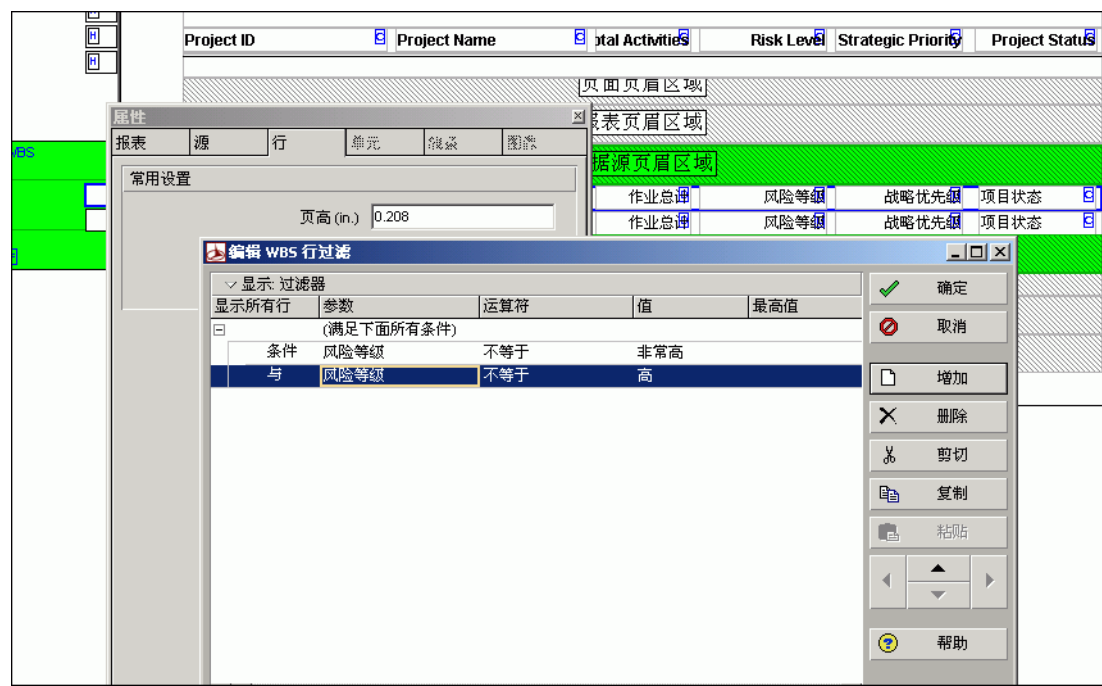 H
H
Project ID C Project Name C otal Activities Risk Level Strategic Priority Project Status
页面页眉区域
报表页眉区域
WBS
据源页眉区域
作业总计 风险等级 战略优先级 项目状态 C
作业总计 风险等级 战略优先级 项目状态 C
属性
报表 源 行 单元
常用设置
页高(in.) 0.208
编辑 WBS 行过滤
显示: 过滤器
显示所有行 参数 运算符 值 最高值
(满足下面所有条件)
条件 风险等级 不等于 非常高
与 风险等级 不等于 高
确定
取消
增加
删除
剪切
复制
粘贴
帮助